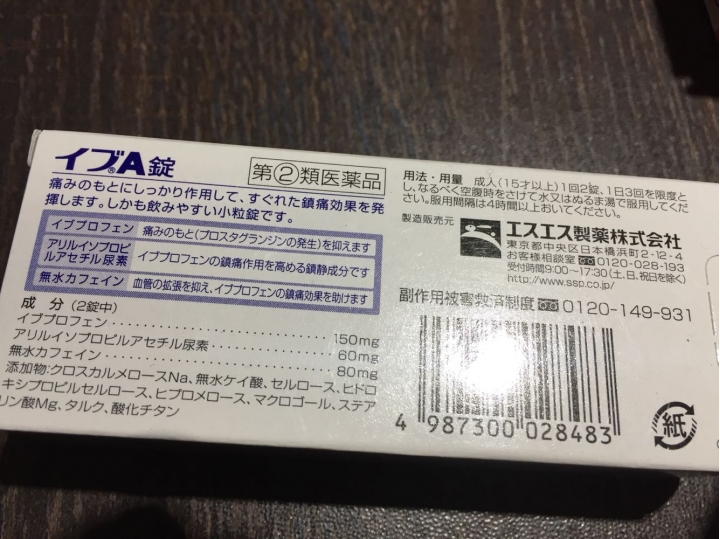 イブA錠
第②類医薬品
痛みのもとにしっかり作用して、すぐれた鎮痛効果を発
揮します。しかも飲みやすい小粒錠です。
イブプロフェン 痛みのもと(プロスタグランジンの発生)を抑えます
アリルイソプロピ
ルアセチル尿素 イブプロフェンの鎮痛作用を高める鎮静成分です
無水カフェイン 血管の拡張を抑え、イブプロフェンの鎮痛効果を助けます
成分(2錠中)
イブプロフェン……150mg
アリルイソプロピルアセチル尿素……60mg
無水カフェイン……80mg
添加物:クロスカルメロースNa、無水ケイ酸、セルロース、ヒドロ
キシプロピルセルロース、ヒプロメロース、マクロゴール、ステア
リン酸Mg、タルク、酸化チタン
用法・用量 成人(15才以上)1回2錠、1日3回を限度と
し、なるべく空腹時をさけて水又はぬるま湯で服用してくだ
さい。服用間隔は4時間以上おいてください。
製造販売元
エスエス製薬株式会社
東京都中央区日本橋浜町2-12-4
お客様相談室 0120-028-193
受付時間9:00~17:30(土、日、祝日を除く)
http://www.ssp.co.jp/
副作用被害救済制度 0120-149-931
4 987300 028483
紙